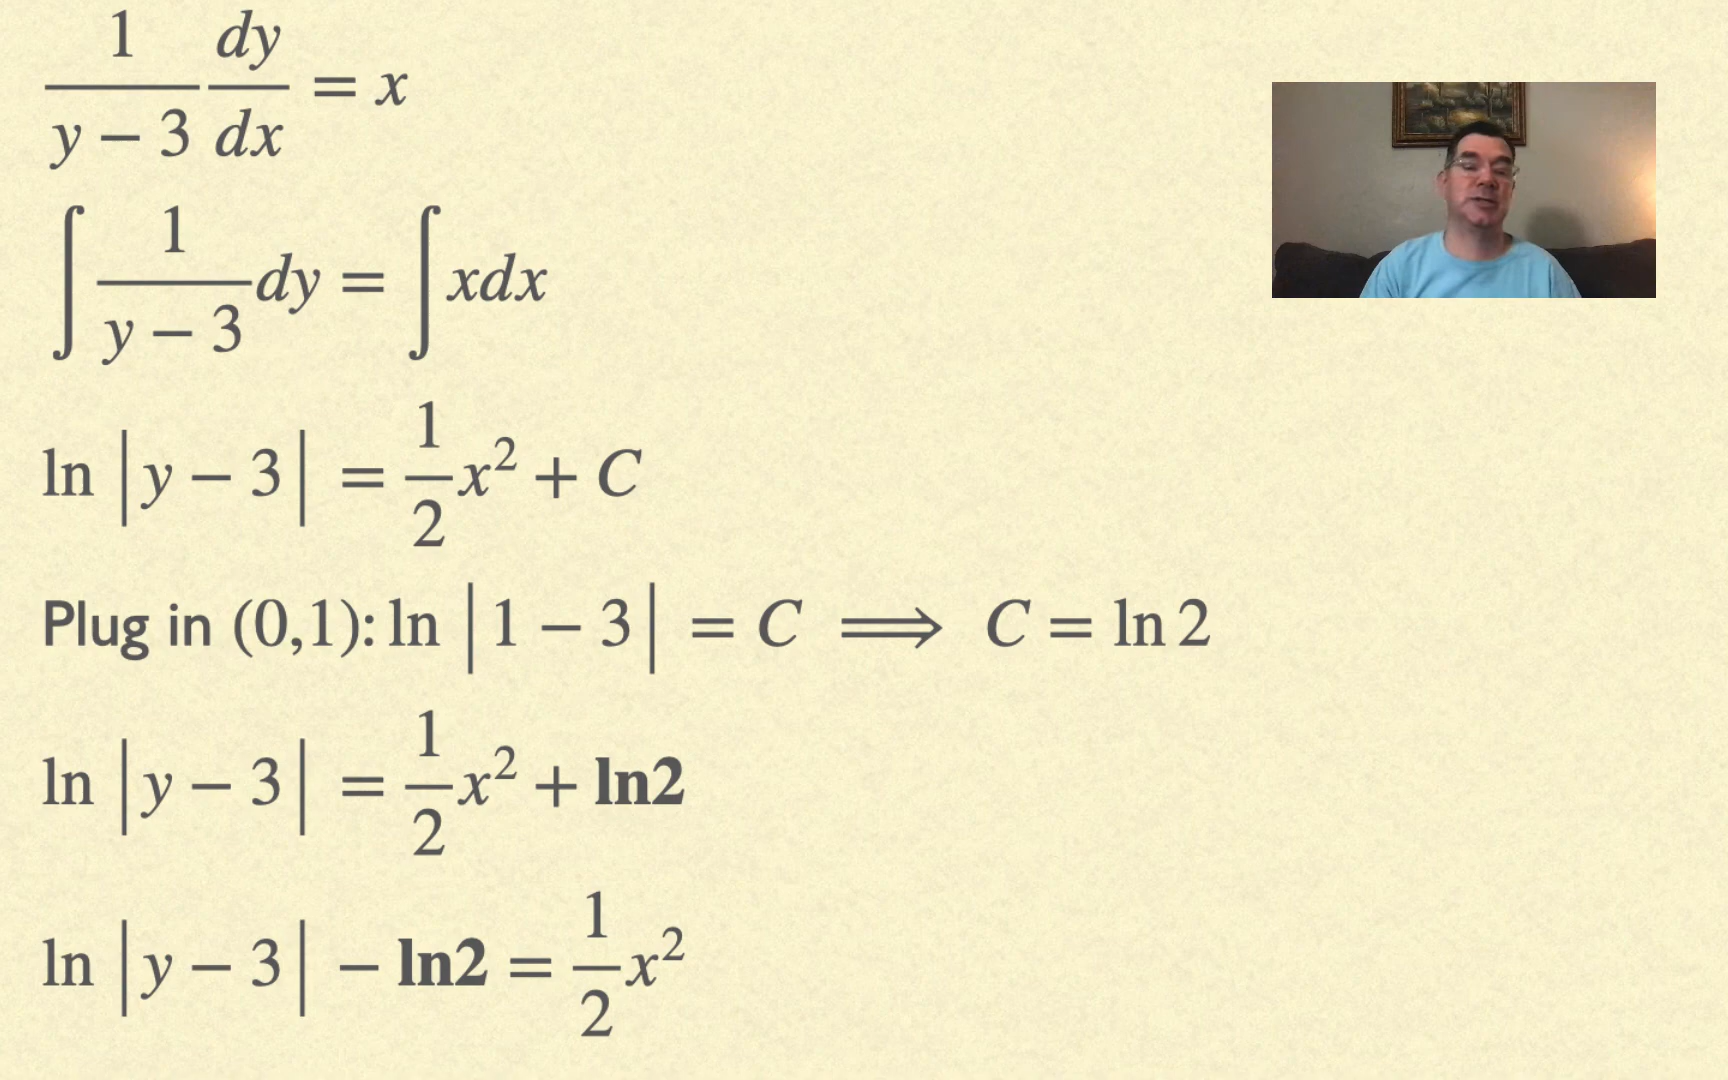 1/(y − 3) dy/dx = x
∫ 1/(y − 3) dy = ∫ xdx
ln |y − 3| = 1/2 x² + C
Plug in (0,1): ln |1 − 3| = C ⟹ C = ln 2
ln |y − 3| = 1/2 x² + ln2
ln |y − 3| − ln2 = 1/2 x²